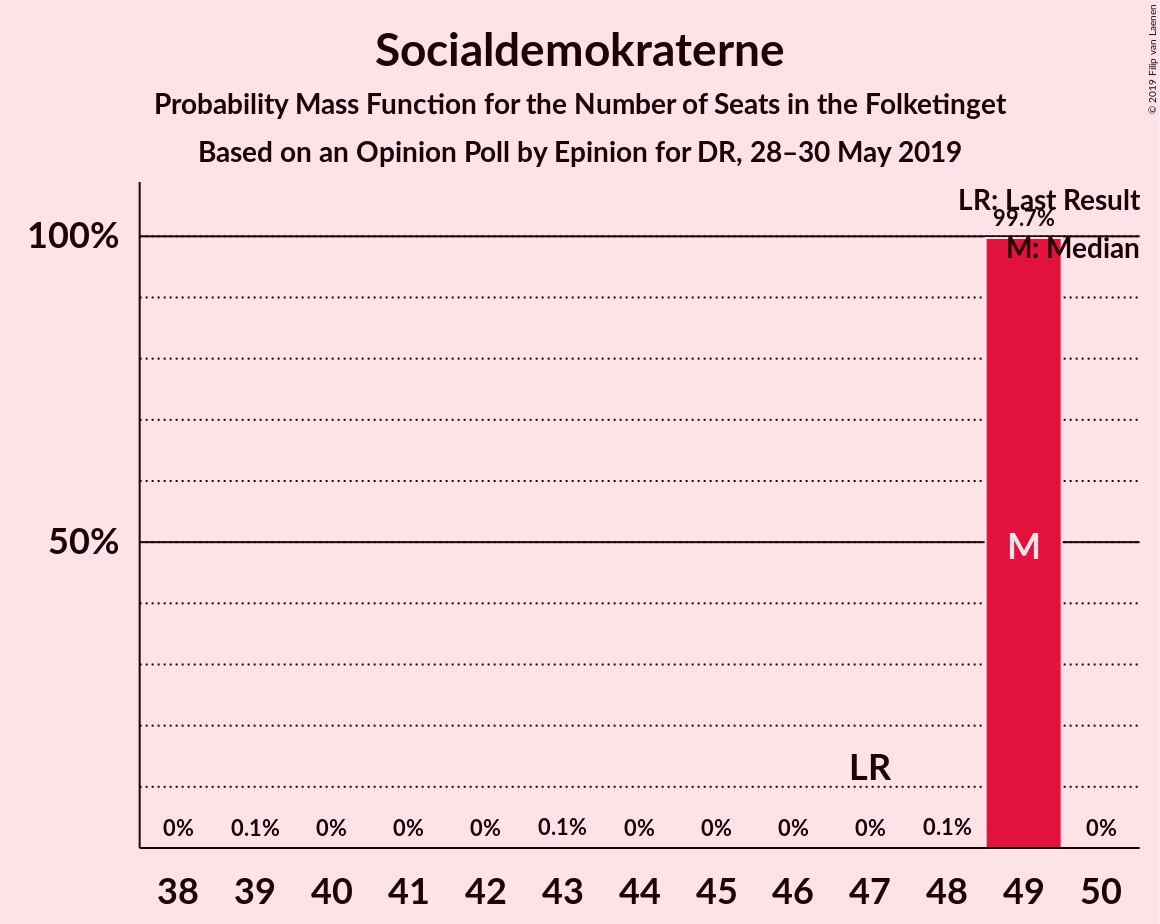 Socialdemokraterne
Probability Mass Function for the Number of Seats in the Folketinget
Based on an Opinion Poll by Epinion for DR, 28–30 May 2019
© 2019 Filip van Laenen
LR: Last Result
99.7%
M: Median
100%
50%
M
LR
0% 0.1% 0% 0% 0% 0.1% 0% 0% 0% 0% 0.1% 0%
38 39 40 41 42 43 44 45 46 47 48 49 50